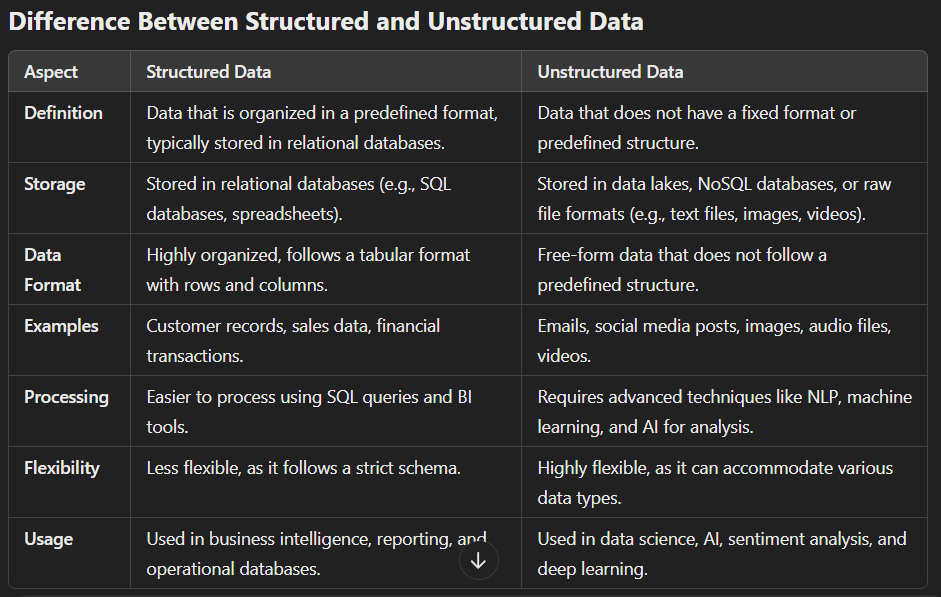 Difference Between Structured and Unstructured Data
Aspect Structured Data Unstructured Data
Definition Data that is organized in a predefined format, Data that does not have a fixed format or
typically stored in relational databases. predefined structure.
Storage Stored in relational databases (e.g., SQL Stored in data lakes, NoSQL databases, or raw
databases, spreadsheets). file formats (e.g., text files, images, videos).
Data Highly organized, follows a tabular format Free-form data that does not follow a
Format with rows and columns. predefined structure.
Examples Customer records, sales data, financial Emails, social media posts, images, audio files,
transactions. videos.
Processing Easier to process using SQL queries and BI Requires advanced techniques like NLP, machine
tools. learning, and AI for analysis.
Flexibility Less flexible, as it follows a strict schema. Highly flexible, as it can accommodate various
data types.
Usage Used in business intelligence, reporting, and Used in data science, AI, sentiment analysis, and
operational databases. deep learning.